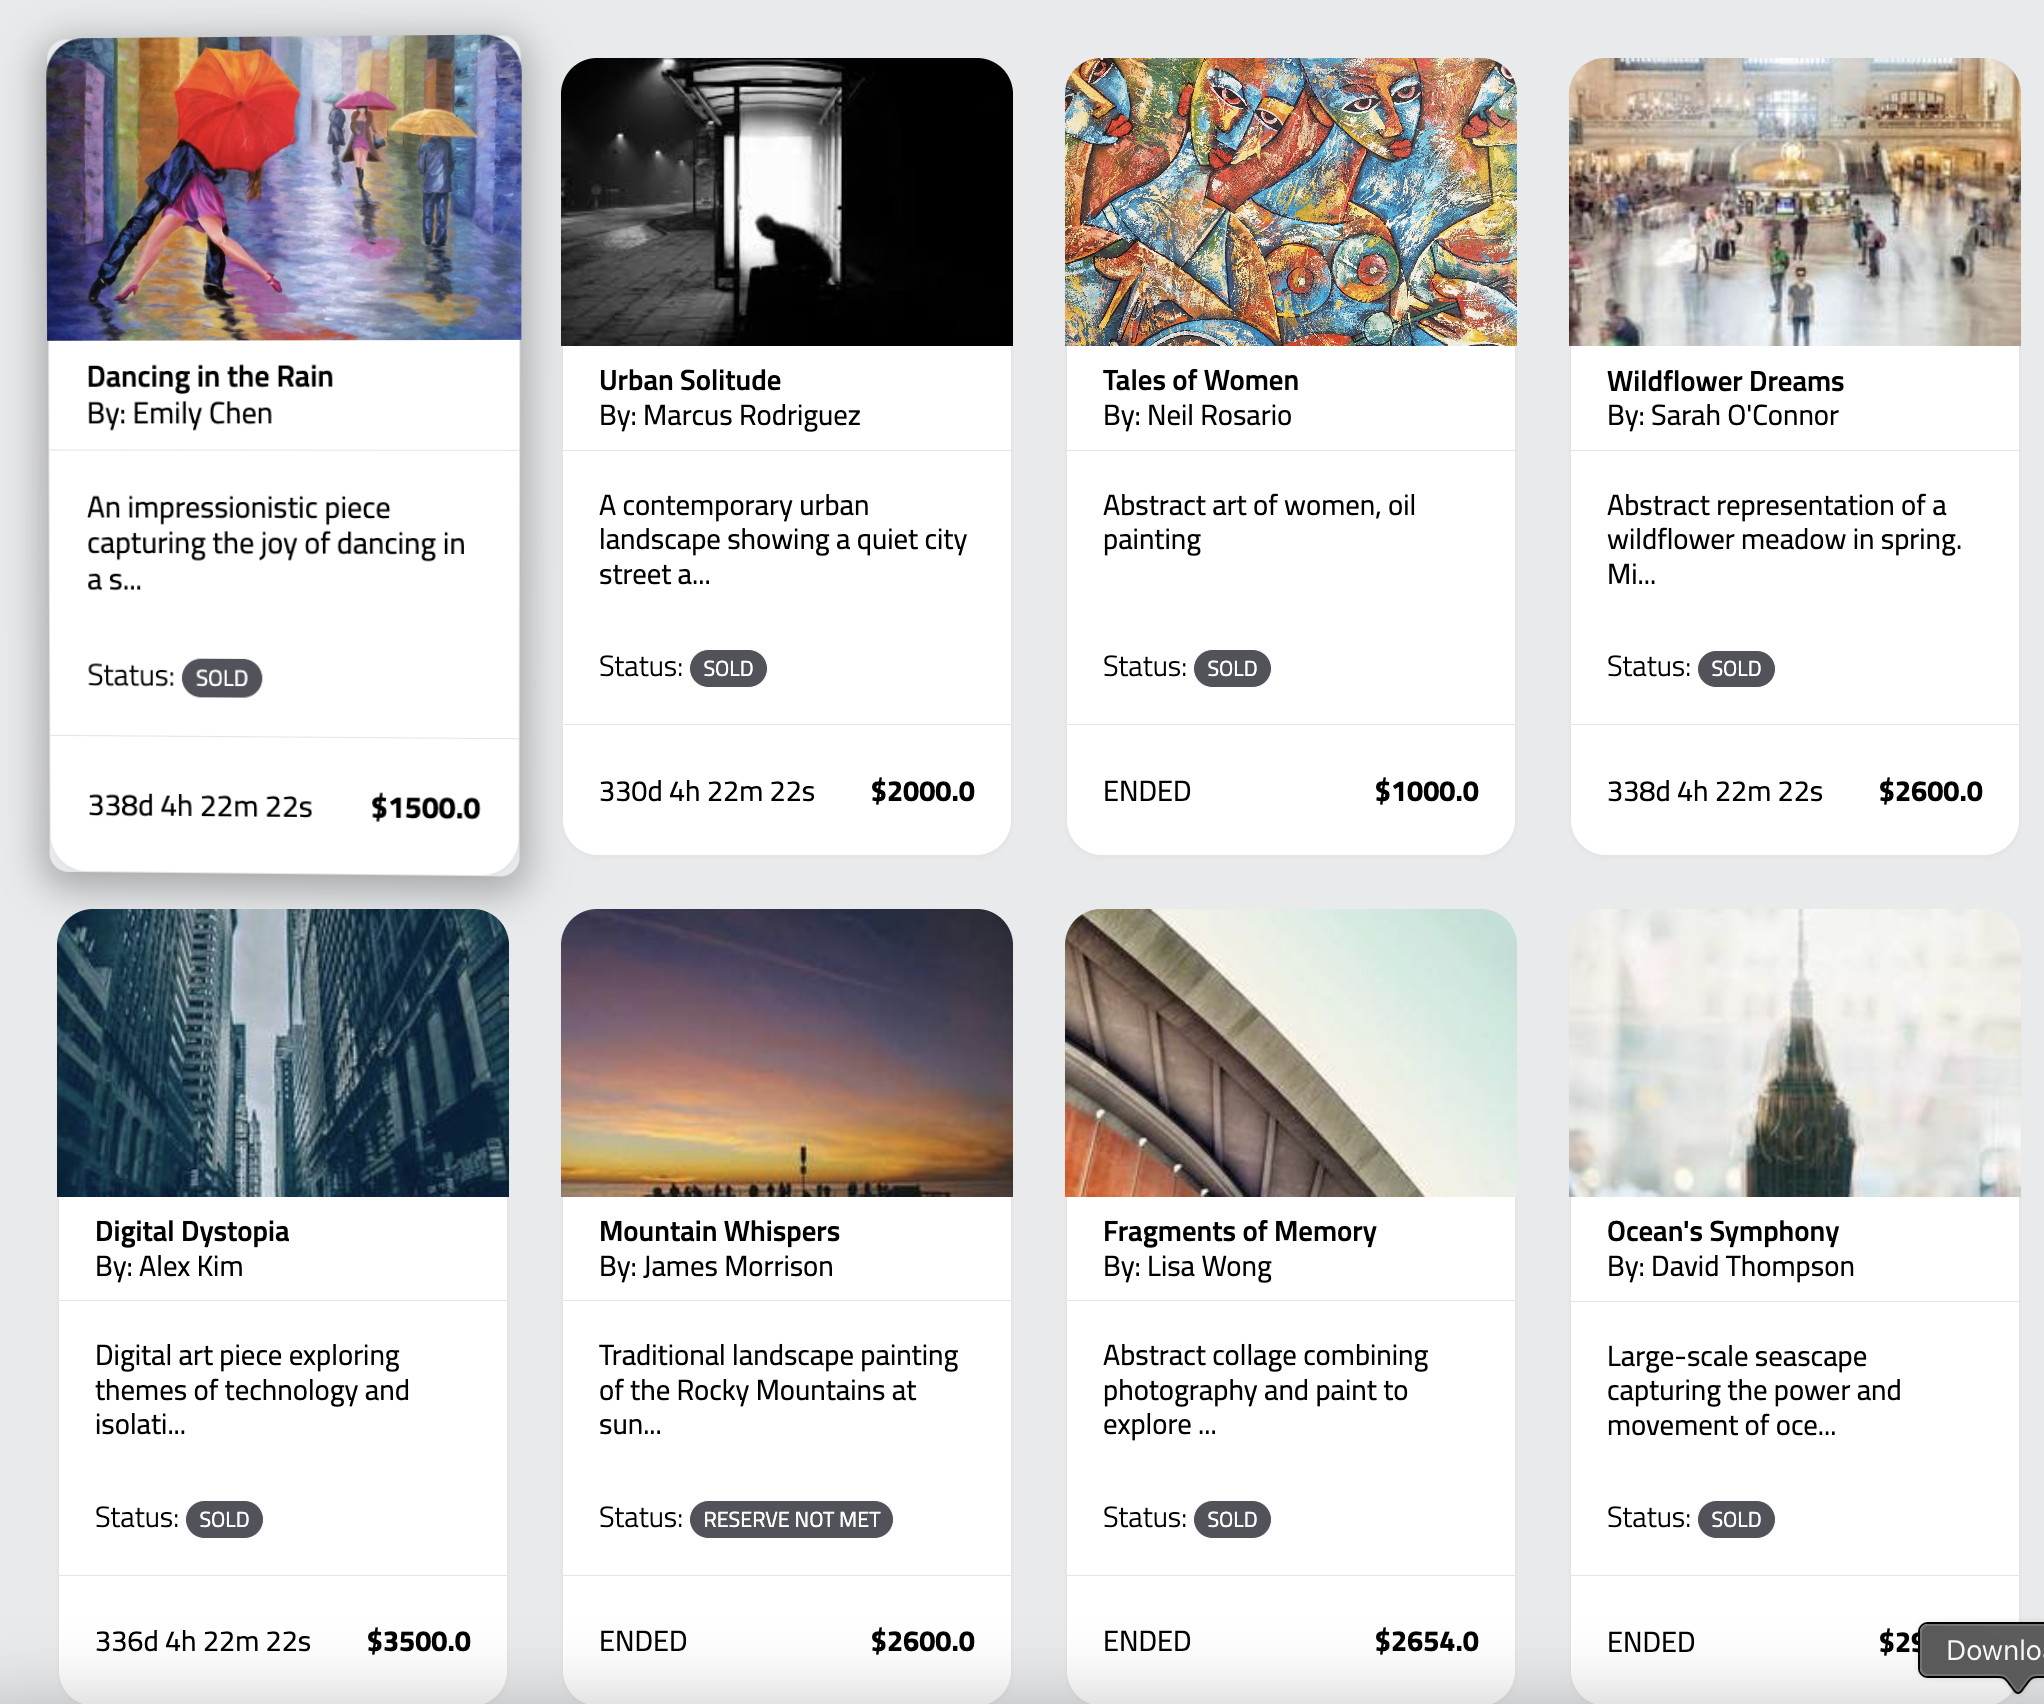 Dancing in the Rain
By: Emily Chen
An impressionistic piece
capturing the joy of dancing in
a s...
Status: SOLD
338d 4h 22m 22s $1500.0
Urban Solitude
By: Marcus Rodriguez
A contemporary urban
landscape showing a quiet city
street a...
Status: SOLD
330d 4h 22m 22s $2000.0
Tales of Women
By: Neil Rosario
Abstract art of women, oil
painting
Status: SOLD
ENDED $1000.0
Wildflower Dreams
By: Sarah O'Connor
Abstract representation of a
wildflower meadow in spring.
Mi...
Status: SOLD
338d 4h 22m 22s $2600.0
Digital Dystopia
By: Alex Kim
Digital art piece exploring
themes of technology and
isolati...
Status: SOLD
336d 4h 22m 22s $3500.0
Mountain Whispers
By: James Morrison
Traditional landscape painting
of the Rocky Mountains at
sun...
Status: RESERVE NOT MET
ENDED $2600.0
Fragments of Memory
By: Lisa Wong
Abstract collage combining
photography and paint to
explore ...
Status: SOLD
ENDED $2654.0
Ocean's Symphony
By: David Thompson
Large-scale seascape
capturing the power and
movement of oce...
Status: SOLD
ENDED